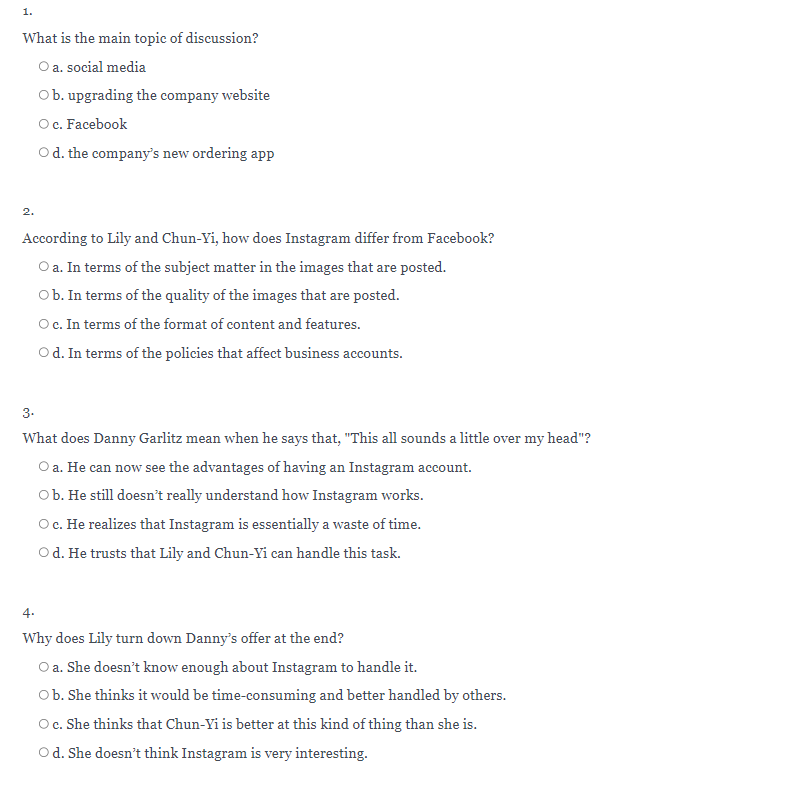 1.
What is the main topic of discussion?
a. social media
b. upgrading the company website
c. Facebook
d. the company’s new ordering app
2.
According to Lily and Chun-Yi, how does Instagram differ from Facebook?
a. In terms of the subject matter in the images that are posted.
b. In terms of the quality of the images that are posted.
c. In terms of the format of content and features.
d. In terms of the policies that affect business accounts.
3.
What does Danny Garlitz mean when he says that, "This all sounds a little over my head"?
a. He can now see the advantages of having an Instagram account.
b. He still doesn’t really understand how Instagram works.
c. He realizes that Instagram is essentially a waste of time.
d. He trusts that Lily and Chun-Yi can handle this task.
4.
Why does Lily turn down Danny’s offer at the end?
a. She doesn’t know enough about Instagram to handle it.
b. She thinks it would be time-consuming and better handled by others.
c. She thinks that Chun-Yi is better at this kind of thing than she is.
d. She doesn’t think Instagram is very interesting.